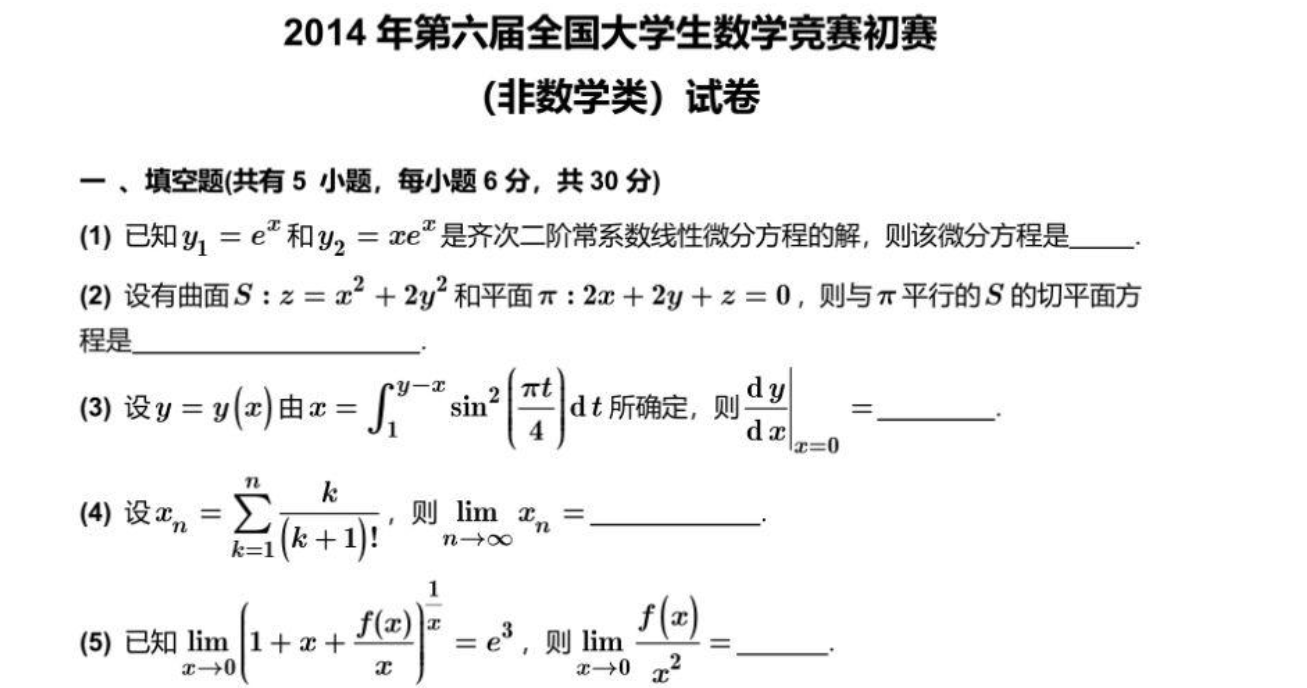 2014 年第六届全国大学生数学竞赛初赛
(非数学类）试卷
一 、填空题(共有 5 小题，每小题 6 分，共 30 分)
(1) 已知 $y_1 = e^x$ 和 $y_2 = xe^x$ 是齐次二阶常系数线性微分方程的解，则该微分方程是_____.
(2) 设有曲面 $S : z = x^2 + 2y^2$ 和平面 $\pi : 2x + 2y + z = 0$ ，则与 $\pi$ 平行的 $S$ 的切平面方
程是______________________.
(3) 设 $y = y(x)$ 由 $x = \int_1^{y-x} \sin^2\left(\frac{\pi t}{4}\right) \mathrm{d}\, t$ 所确定，则 $\left.\frac{\mathrm{d}\, y}{\mathrm{d}\, x}\right|_{x=0} =$_________.
(4) 设 $x_n = \sum_{k=1}^{n} \frac{k}{(k+1)!}$ ，则 $\lim_{n \to \infty} x_n =$_____________.
(5) 已知 $\lim_{x \to 0} \left(1 + x + \frac{f(x)}{x}\right)^{\frac{1}{x}} = e^3$ ，则 $\lim_{x \to 0} \frac{f(x)}{x^2} =$_______.